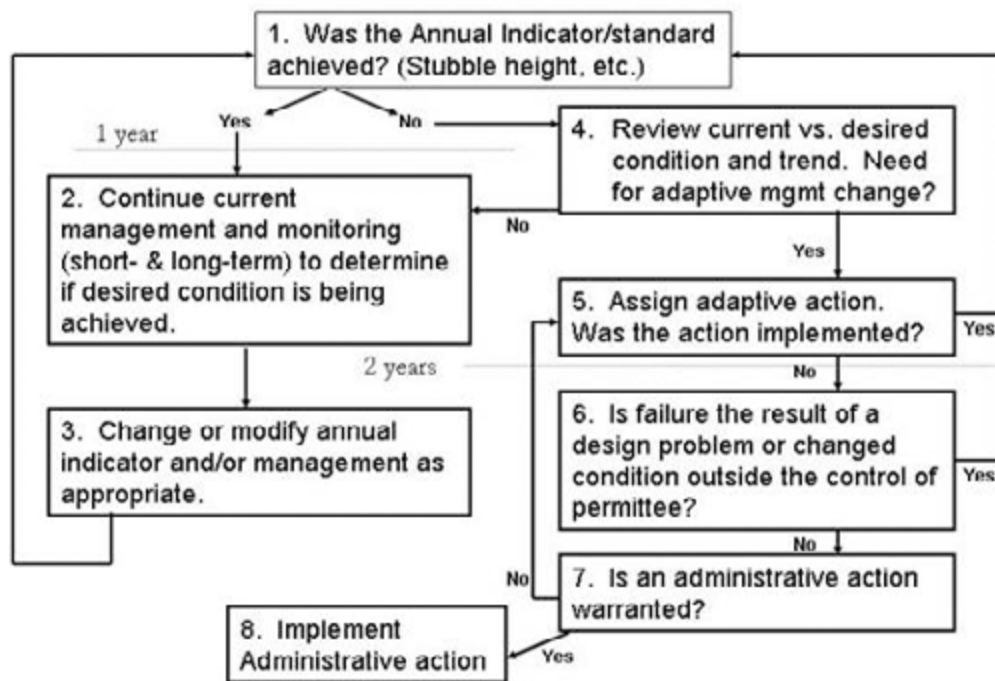 1. Was the Annual Indicator/standard
achieved? (Stubble height, etc.)
Yes
No
1 year
4. Review current vs. desired
condition and trend. Need
for adaptive mgmt change?
2. Continue current
management and monitoring
(short- & long-term) to determine
if desired condition is being
achieved.
No
Yes
5. Assign adaptive action.
Was the action implemented?
Yes
2 years
No
3. Change or modify annual
indicator and/or management as
appropriate.
6. Is failure the result of a
design problem or changed
condition outside the control of
permittee?
Yes
No
7. Is an administrative action
warranted?
No
Yes
8. Implement
Administrative action